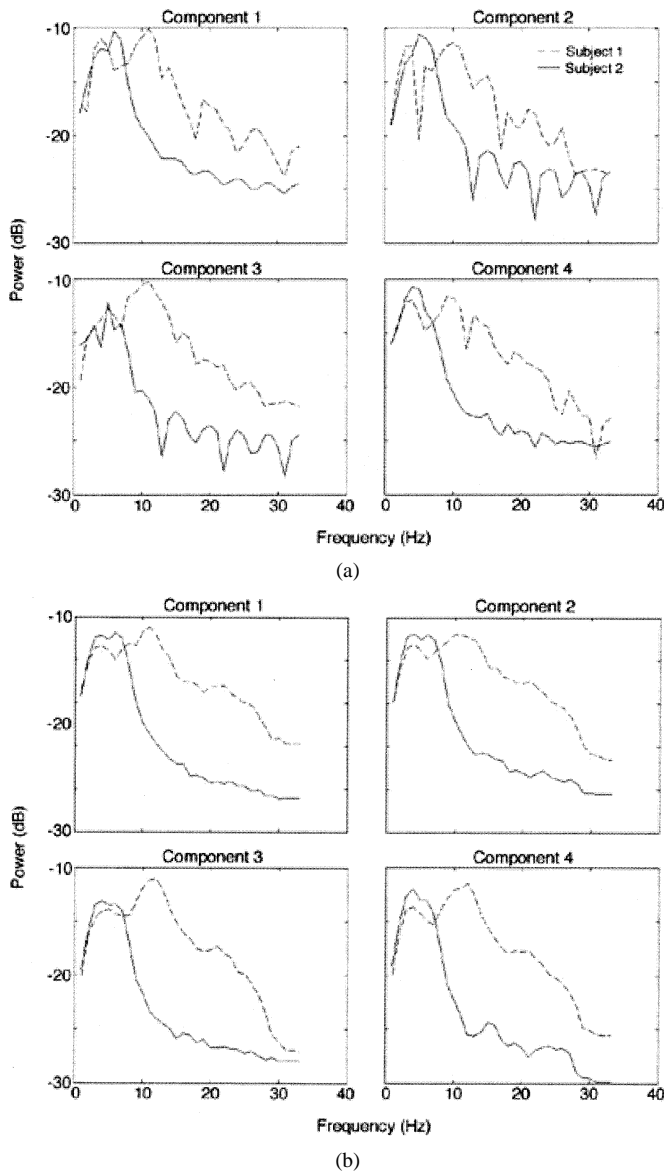 Component 1
Component 2
-10
-20
-30
Subject 1
Subject 2
Component 3
Component 4
-10
-20
-30
0 10 20 30 40
0 10 20 30 40
Power (dB)
Frequency (Hz)
(a)
Component 1
Component 2
-10
-20
-30
Component 3
Component 4
-10
-20
-30
0 10 20 30 40
0 10 20 30 40
Power (dB)
Frequency (Hz)
(b)